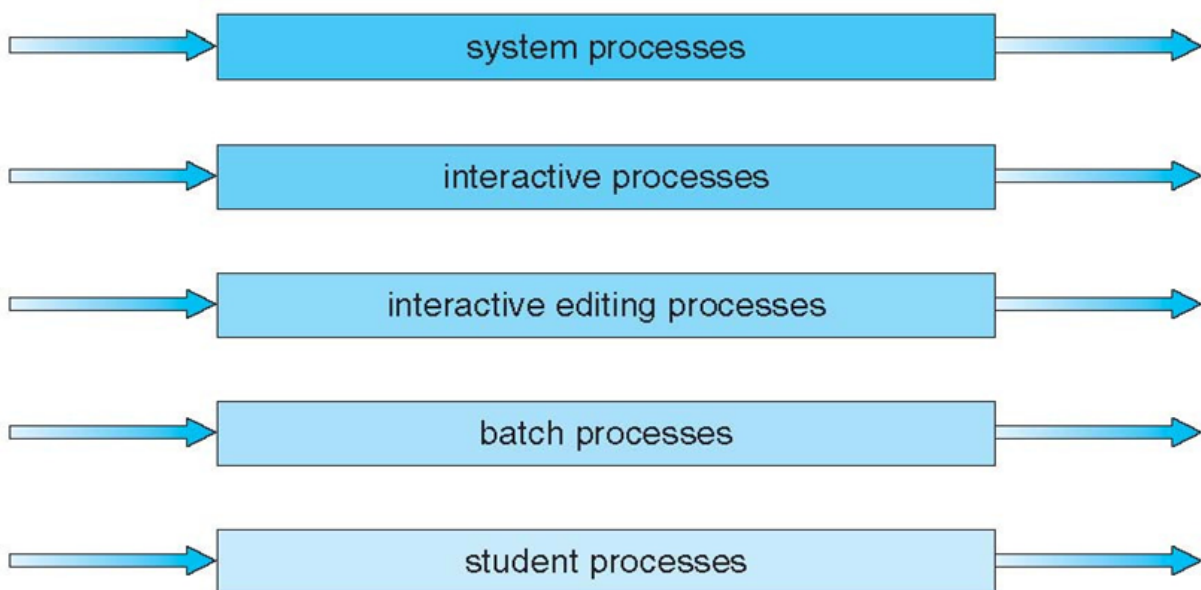 system processes
interactive processes
interactive editing processes
batch processes
student processes